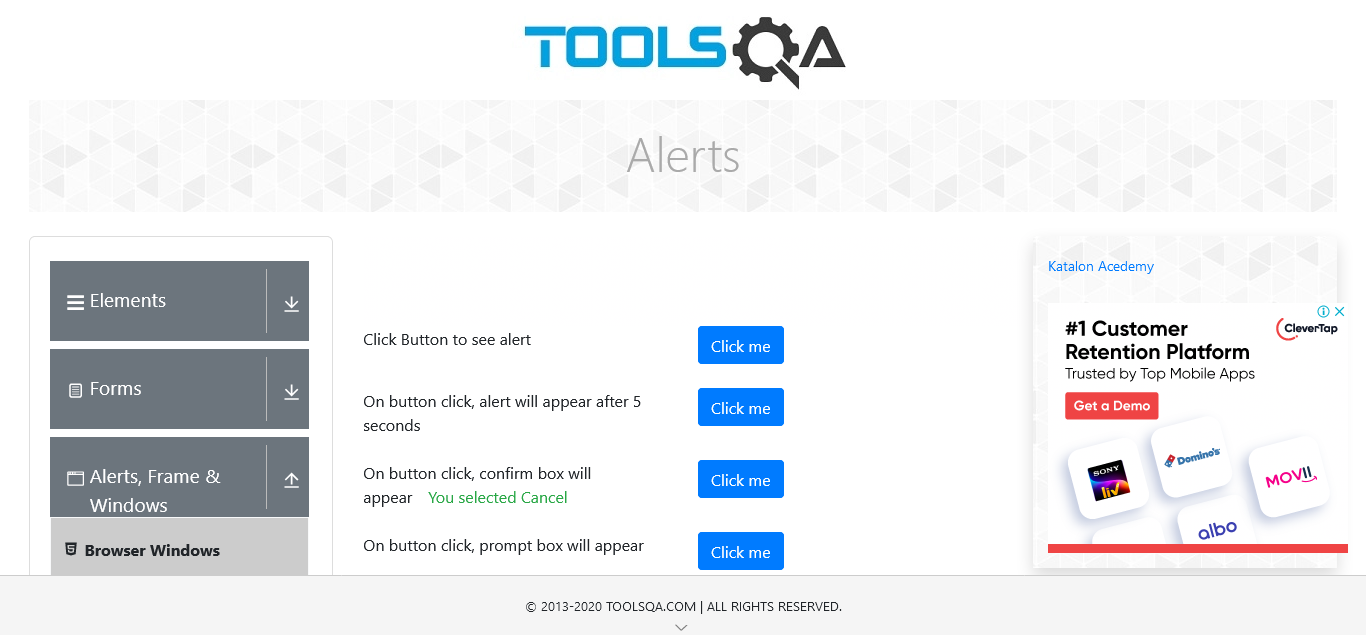 TOOLSQA
Alerts
Elements
Forms
Alerts, Frame &
Windows
Browser Windows
Click Button to see alert
Click me
On button click, alert will appear after 5
seconds
Click me
On button click, confirm box will
appear You selected Cancel
Click me
On button click, prompt box will appear
Click me
Katalon Acedemy
#1 Customer
Retention Platform
Trusted by Top Mobile Apps
CleverTap
Get a Demo
SONY
liv
Domino's
MOVII
albo
© 2013-2020 TOOLSQA.COM | ALL RIGHTS RESERVED.